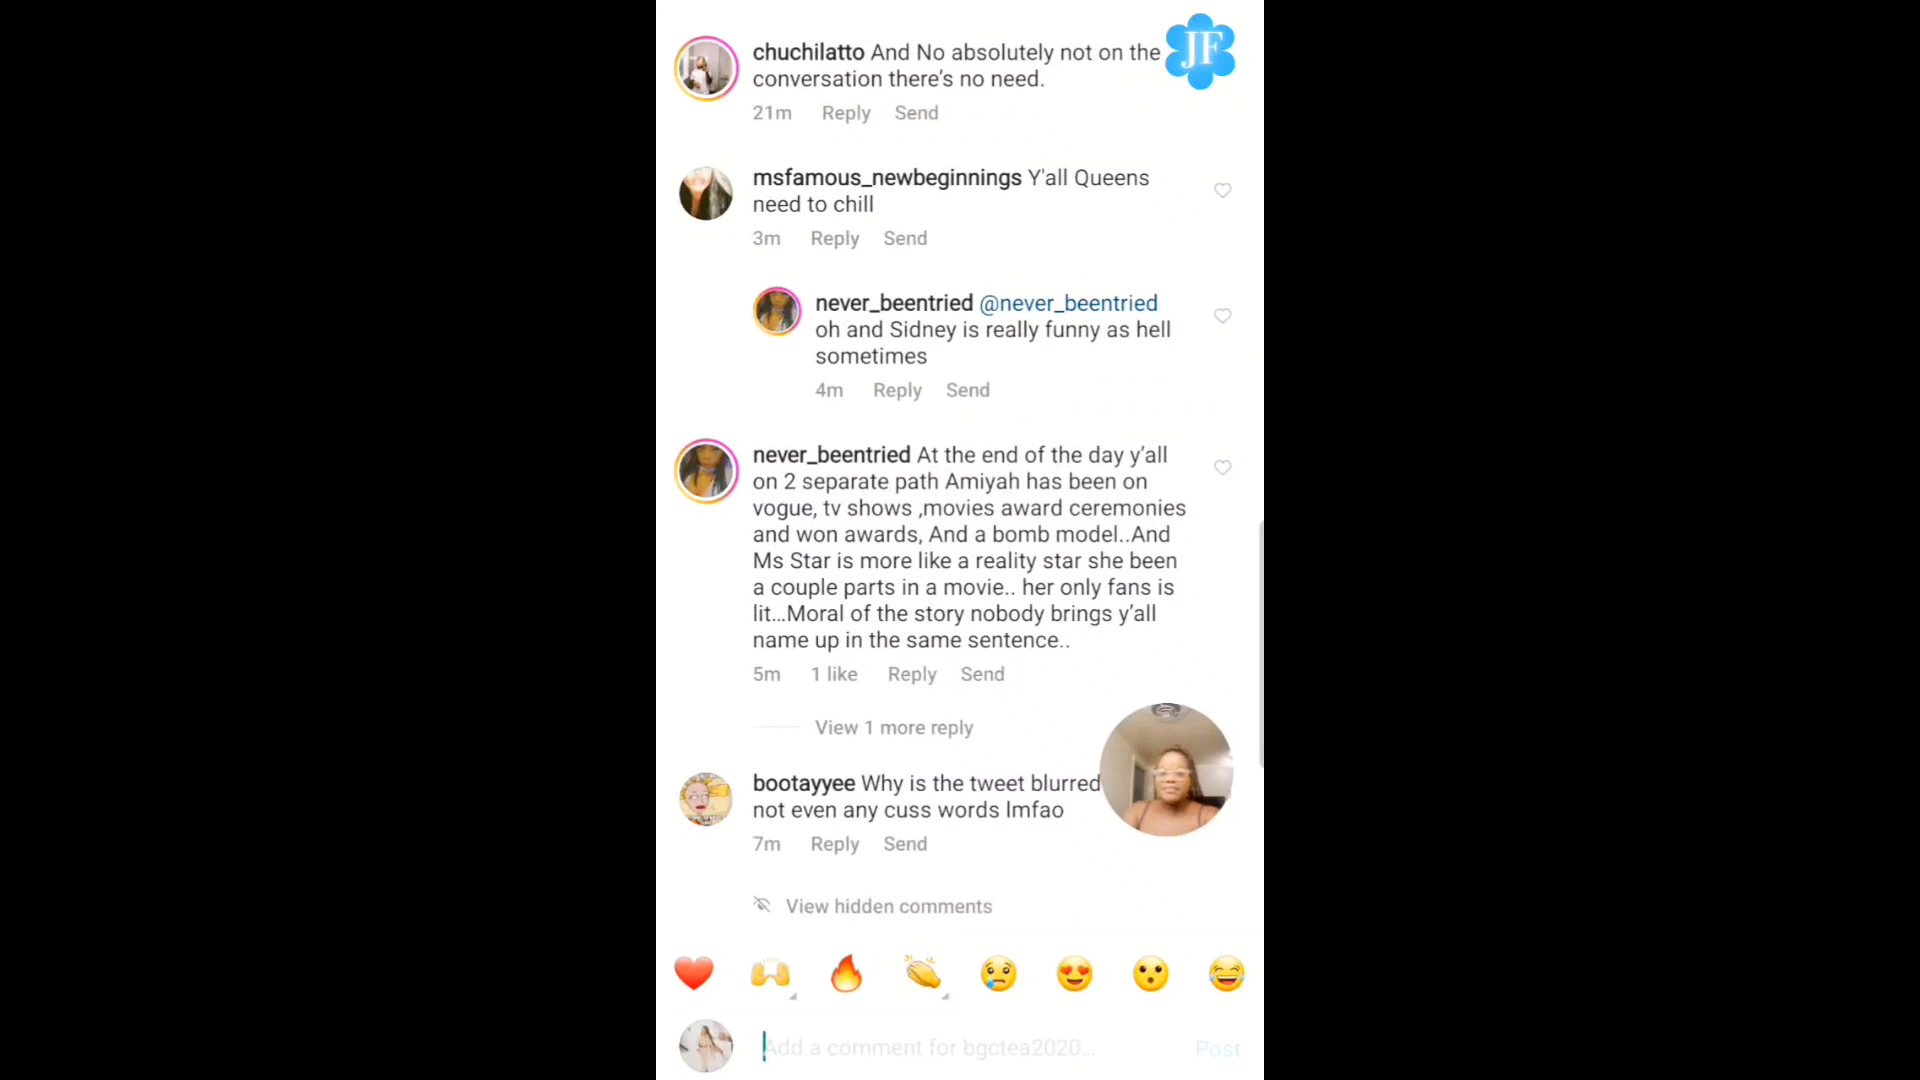 JF
chuchilatto And No absolutely not on the
conversation there's no need.
21m Reply Send
msfamous_newbeginnings Y'all Queens
need to chill
3m Reply Send
never_beentried @never_beentried
oh and Sidney is really funny as hell
sometimes
4m Reply Send
never_beentried At the end of the day y'all
on 2 separate path Amiyah has been on
vogue, tv shows ,movies award ceremonies
and won awards, And a bomb model..And
Ms Star is more like a reality star she been
a couple parts in a movie.. her only fans is
lit...Moral of the story nobody brings y'all
name up in the same sentence..
5m 1 like Reply Send
View 1 more reply
bootayyee Why is the tweet blurred
not even any cuss words lmfao
7m Reply Send
View hidden comments
Add a comment for bgctea2020...
Post